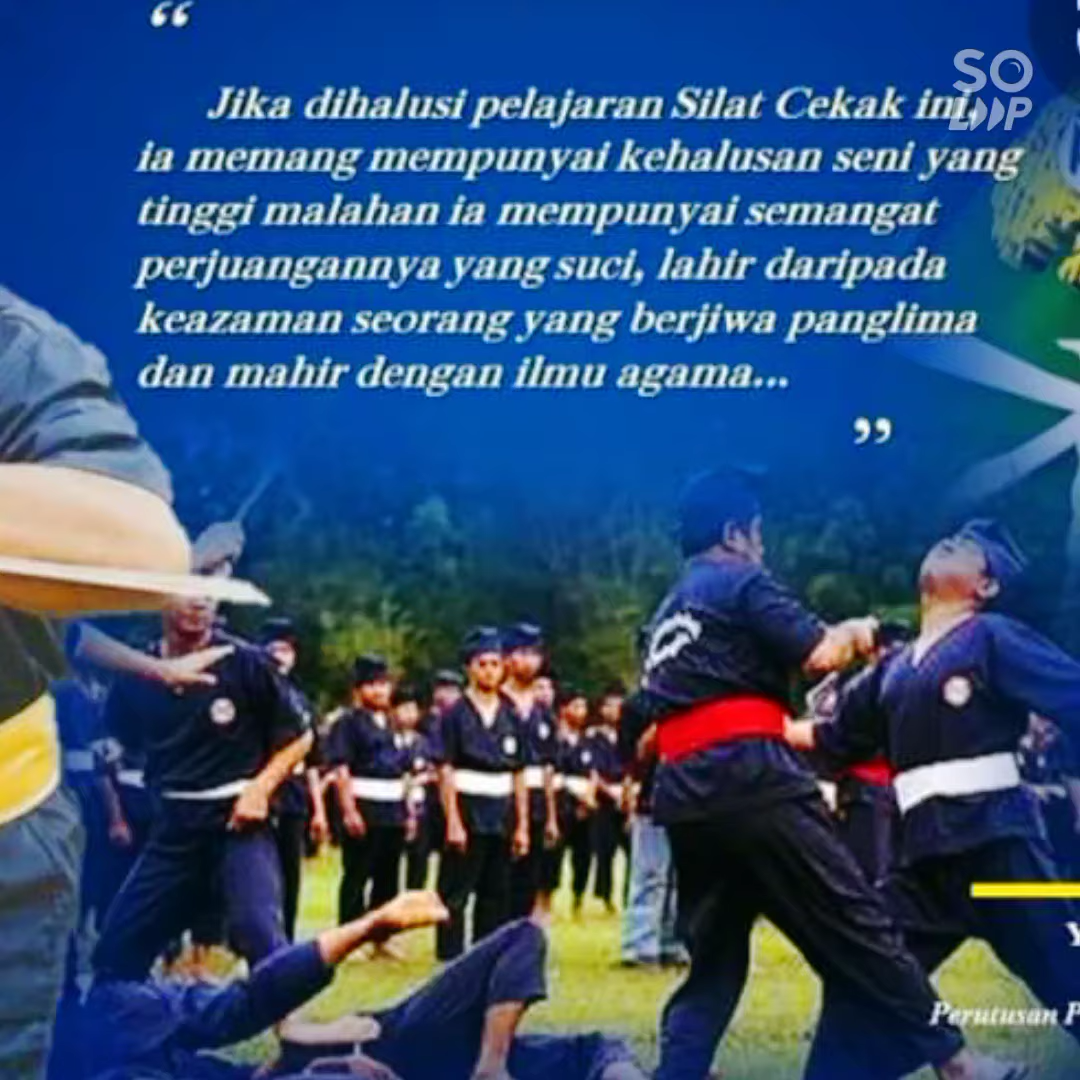 “
SO
LOOP
Jika dihalusi pelajaran Silat Cekak ini,
ia memang mempunyai kehalusan seni yang
tinggi malahan ia mempunyai semangat
perjuangannya yang suci, lahir daripada
keazaman seorang yang berjiwa panglima
dan mahir dengan ilmu agama...
”
Y
Perutusan P